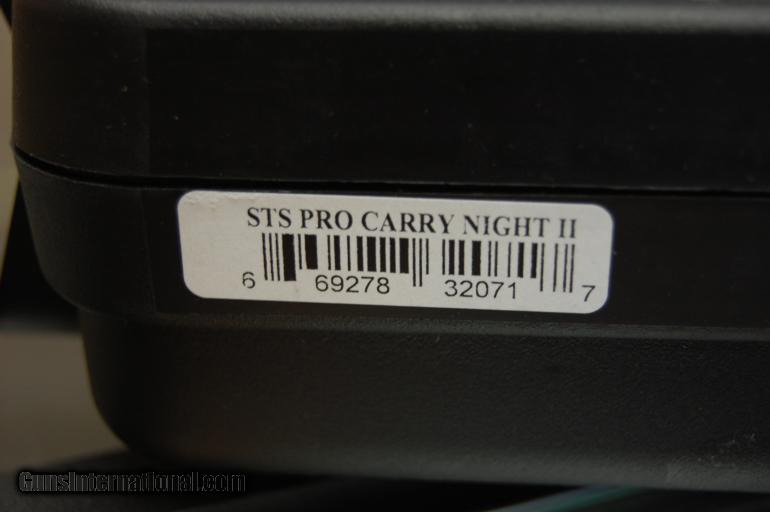 STS PRO CARRY NIGHT II
6 69278 32071 7
GunsInternational.com